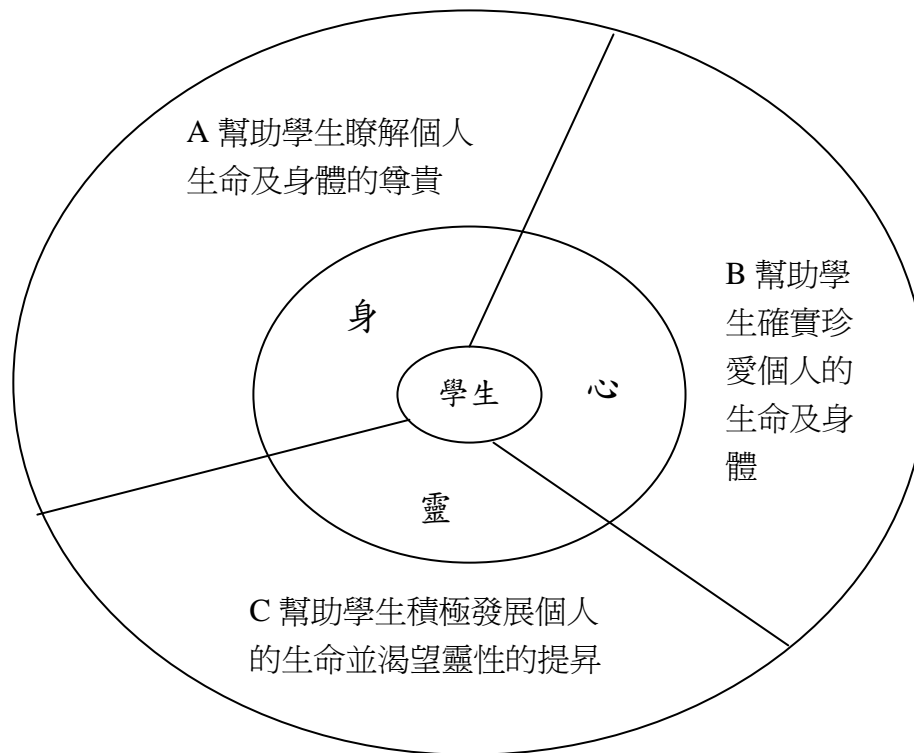 A 幫助學生瞭解個人
生命及身體的尊貴
B 幫助學
生確實珍
愛個人的
生命及身
體
身
學生
心
靈
C 幫助學生積極發展個人
的生命並渴望靈性的提昇